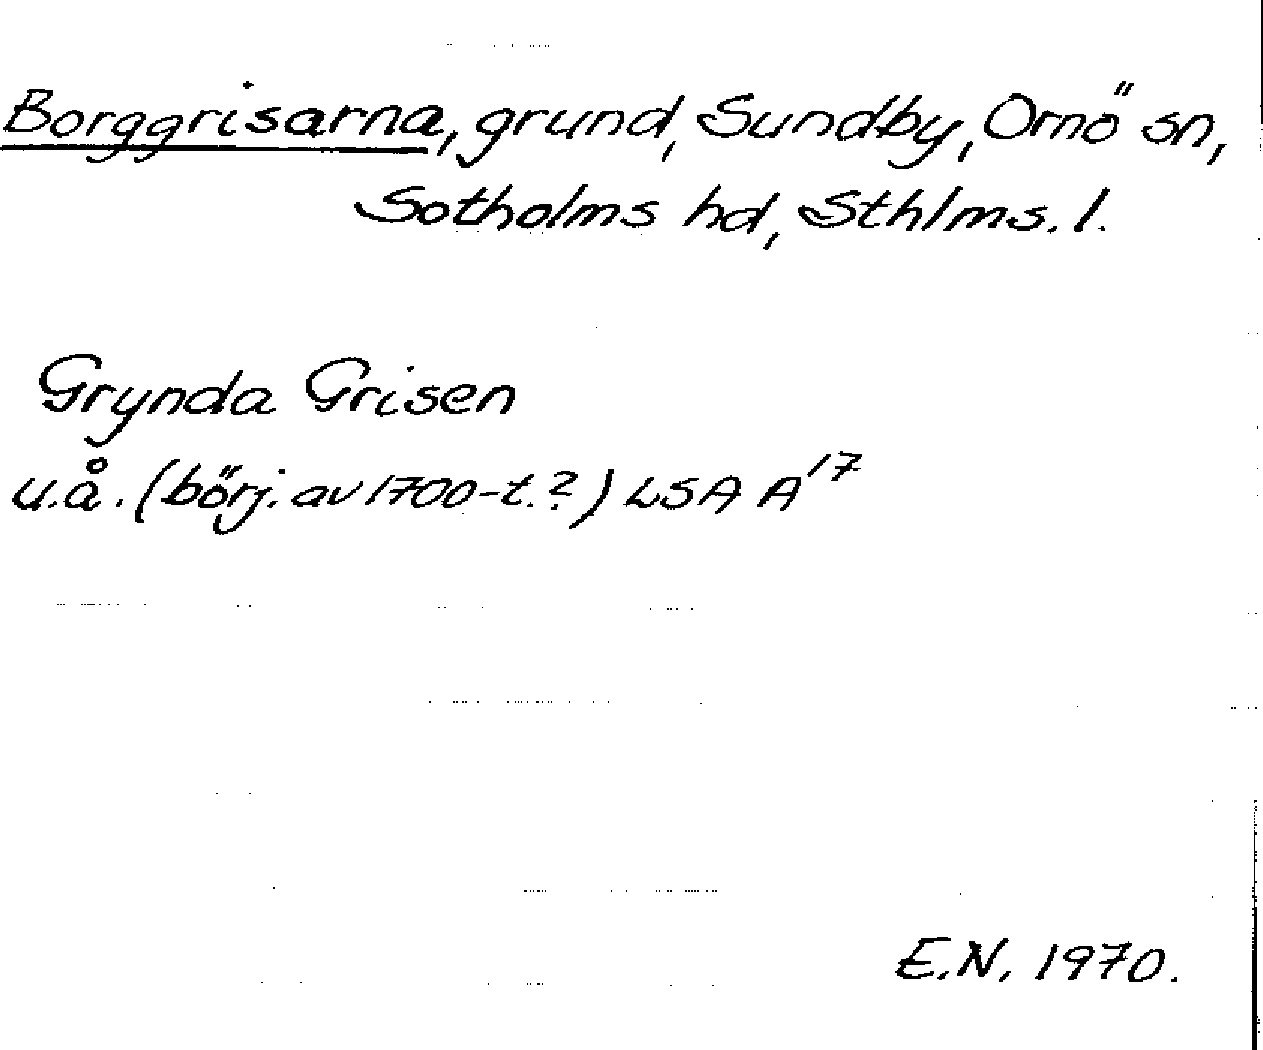 Borggrisarna, grund, Sundby, Ornö sn,
Sotholms hd, Sthlms. l.
Grynda Grisen
u.å. (börj. av 1700-t.?) LSA A¹⁷
E.N. 1970.